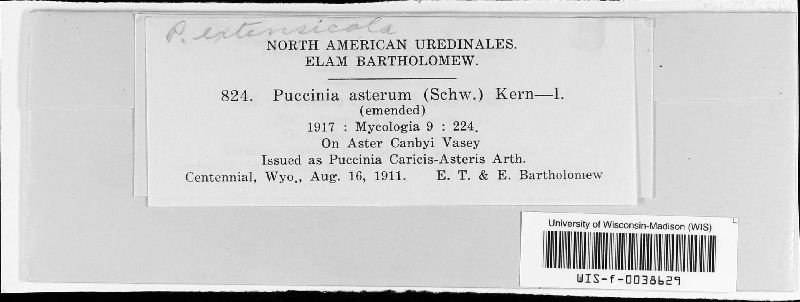 P. extensicola
NORTH AMERICAN UREDINALES.
ELAM BARTHOLOMEW.
824. Puccinia asterum (Schw.) Kern—1.
(emended)
1917 : Mycologia 9 : 224.
On Aster Canbyi Vasey
Issued as Puccinia Caricis-Asteris Arth.
Centennial, Wyo., Aug. 16, 1911. E. T. & E. Bartholomew
University of Wisconsin-Madison (WIS)
WIS-f-0038629